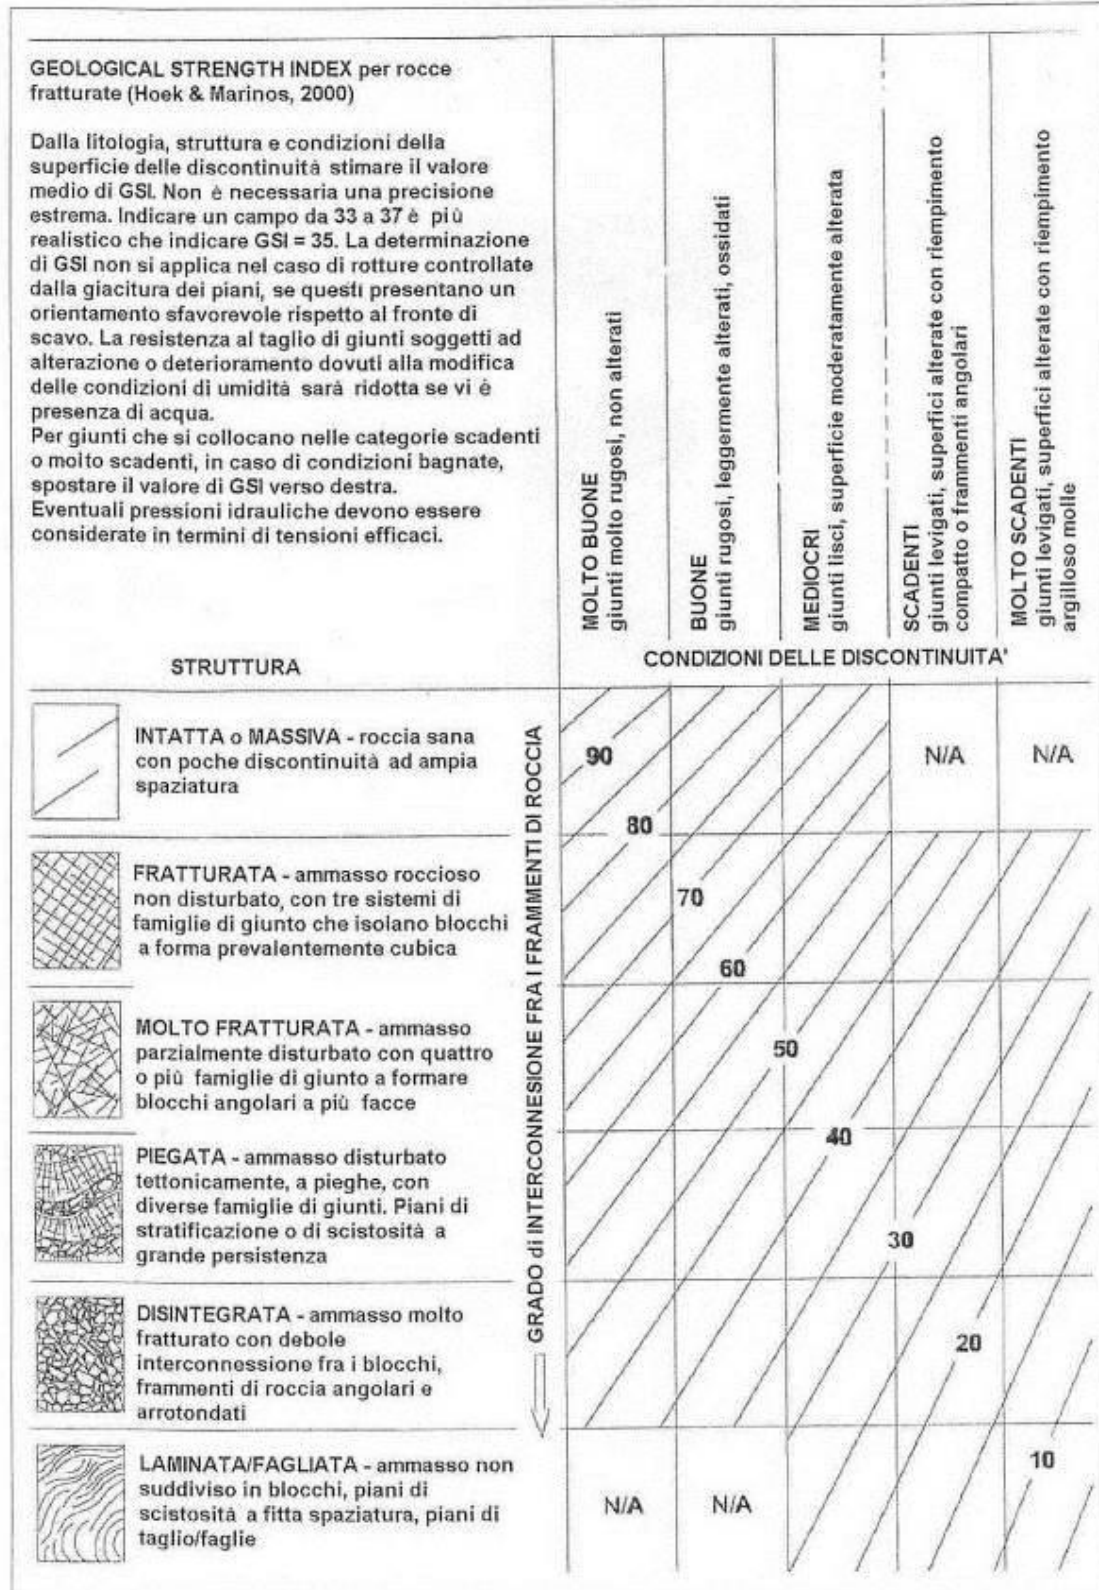 GEOLOGICAL STRENGTH INDEX per rocce
fratturate (Hoek & Marinos, 2000)
Dalla litologia, struttura e condizioni della
superficie delle discontinuità stimare il valore
medio di GSI. Non è necessaria una precisione
estrema. Indicare un campo da 33 a 37 è più
realistico che indicare GSI = 35. La determinazione
di GSI non si applica nel caso di rotture controllate
dalla giacitura dei piani, se questi presentano un
orientamento sfavorevole rispetto al fronte di
scavo. La resistenza al taglio di giunti soggetti ad
alterazione o deterioramento dovuti alla modifica
delle condizioni di umidità sarà ridotta se vi è
presenza di acqua.
Per giunti che si collocano nelle categorie scadenti
o molto scadenti, in caso di condizioni bagnate,
spostare il valore di GSI verso destra.
Eventuali pressioni idrauliche devono essere
considerate in termini di tensioni efficaci.
MOLTO BUONE
giunti molto rugosi, non alterati
BUONE
giunti rugosi, leggermente alterati, ossidati
MEDIOCRI
giunti lisci, superficie moderatamente alterata
SCADENTI
giunti levigati, superfici alterate con riempimento
compatto o frammenti angolari
MOLTO SCADENTI
giunti levigati, superfici alterate con riempimento
argilloso molle
STRUTTURA
CONDIZIONI DELLE DISCONTINUITA'
GRADO di INTERCONNESIONE FRA I FRAMMENTI DI ROCCIA
INTATTA o MASSIVA - roccia sana
con poche discontinuità ad ampia
spaziatura
90
N/A
N/A
80
FRATTURATA - ammasso roccioso
non disturbato, con tre sistemi di
famiglie di giunto che isolano blocchi
a forma prevalentemente cubica
70
60
MOLTO FRATTURATA - ammasso
parzialmente disturbato con quattro
o più famiglie di giunto a formare
blocchi angolari a più facce
50
40
PIEGATA - ammasso disturbato
tettonicamente, a pieghe, con
diverse famiglie di giunti. Piani di
stratificazione o di scistosità a
grande persistenza
30
DISINTEGRATA - ammasso molto
fratturato con debole
interconnessione fra i blocchi,
frammenti di roccia angolari e
arrotondati
20
LAMINATA/FAGLIATA - ammasso non
suddiviso in blocchi, piani di
scistosità a fitta spaziatura, piani di
taglio/faglie
N/A
N/A
10